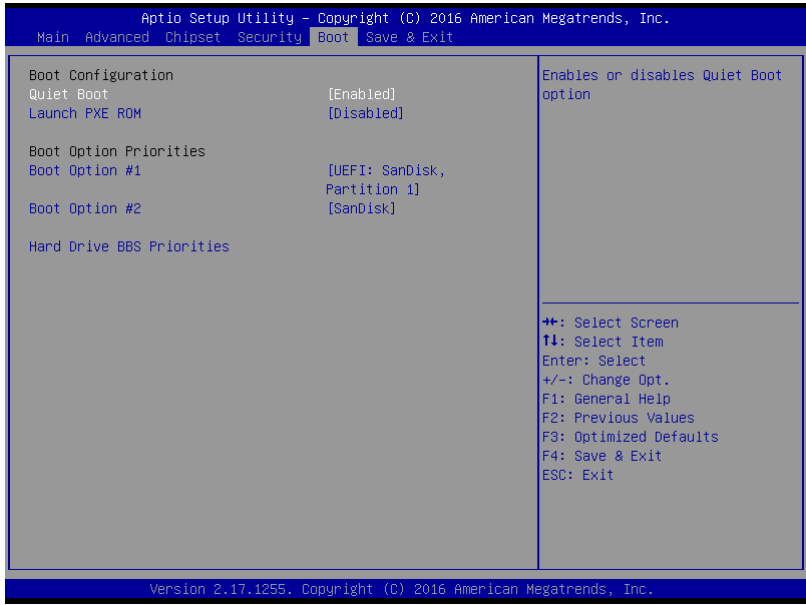 Aptio Setup Utility – Copyright (C) 2016 American Megatrends, Inc.
Main Advanced Chipset Security Boot Save & Exit
Boot Configuration
Quiet Boot [Enabled]
Launch PXE ROM [Disabled]
Boot Option Priorities
Boot Option #1 [UEFI: SanDisk,
Partition 1]
Boot Option #2 [SanDisk]
Hard Drive BBS Priorities
Enables or disables Quiet Boot
option
→←: Select Screen
↑↓: Select Item
Enter: Select
+/-: Change Opt.
F1: General Help
F2: Previous Values
F3: Optimized Defaults
F4: Save & Exit
ESC: Exit
Version 2.17.1255. Copyright (C) 2016 American Megatrends, Inc.